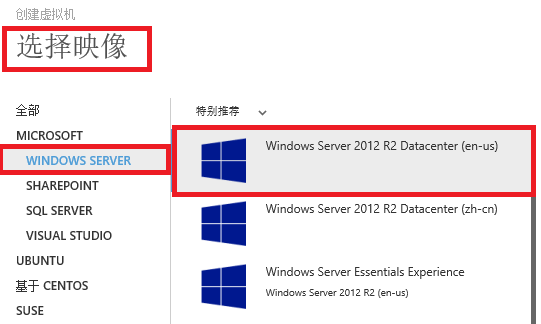 创建虚拟机
选择映像
全部
MICROSOFT
WINDOWS SERVER
SHAREPOINT
SQL SERVER
VISUAL STUDIO
UBUNTU
基于 CENTOS
SUSE
特别推荐
Windows Server 2012 R2 Datacenter (en-us)
Windows Server 2012 R2 Datacenter (zh-cn)
Windows Server Essentials Experience
Windows Server 2012 R2 (en-us)